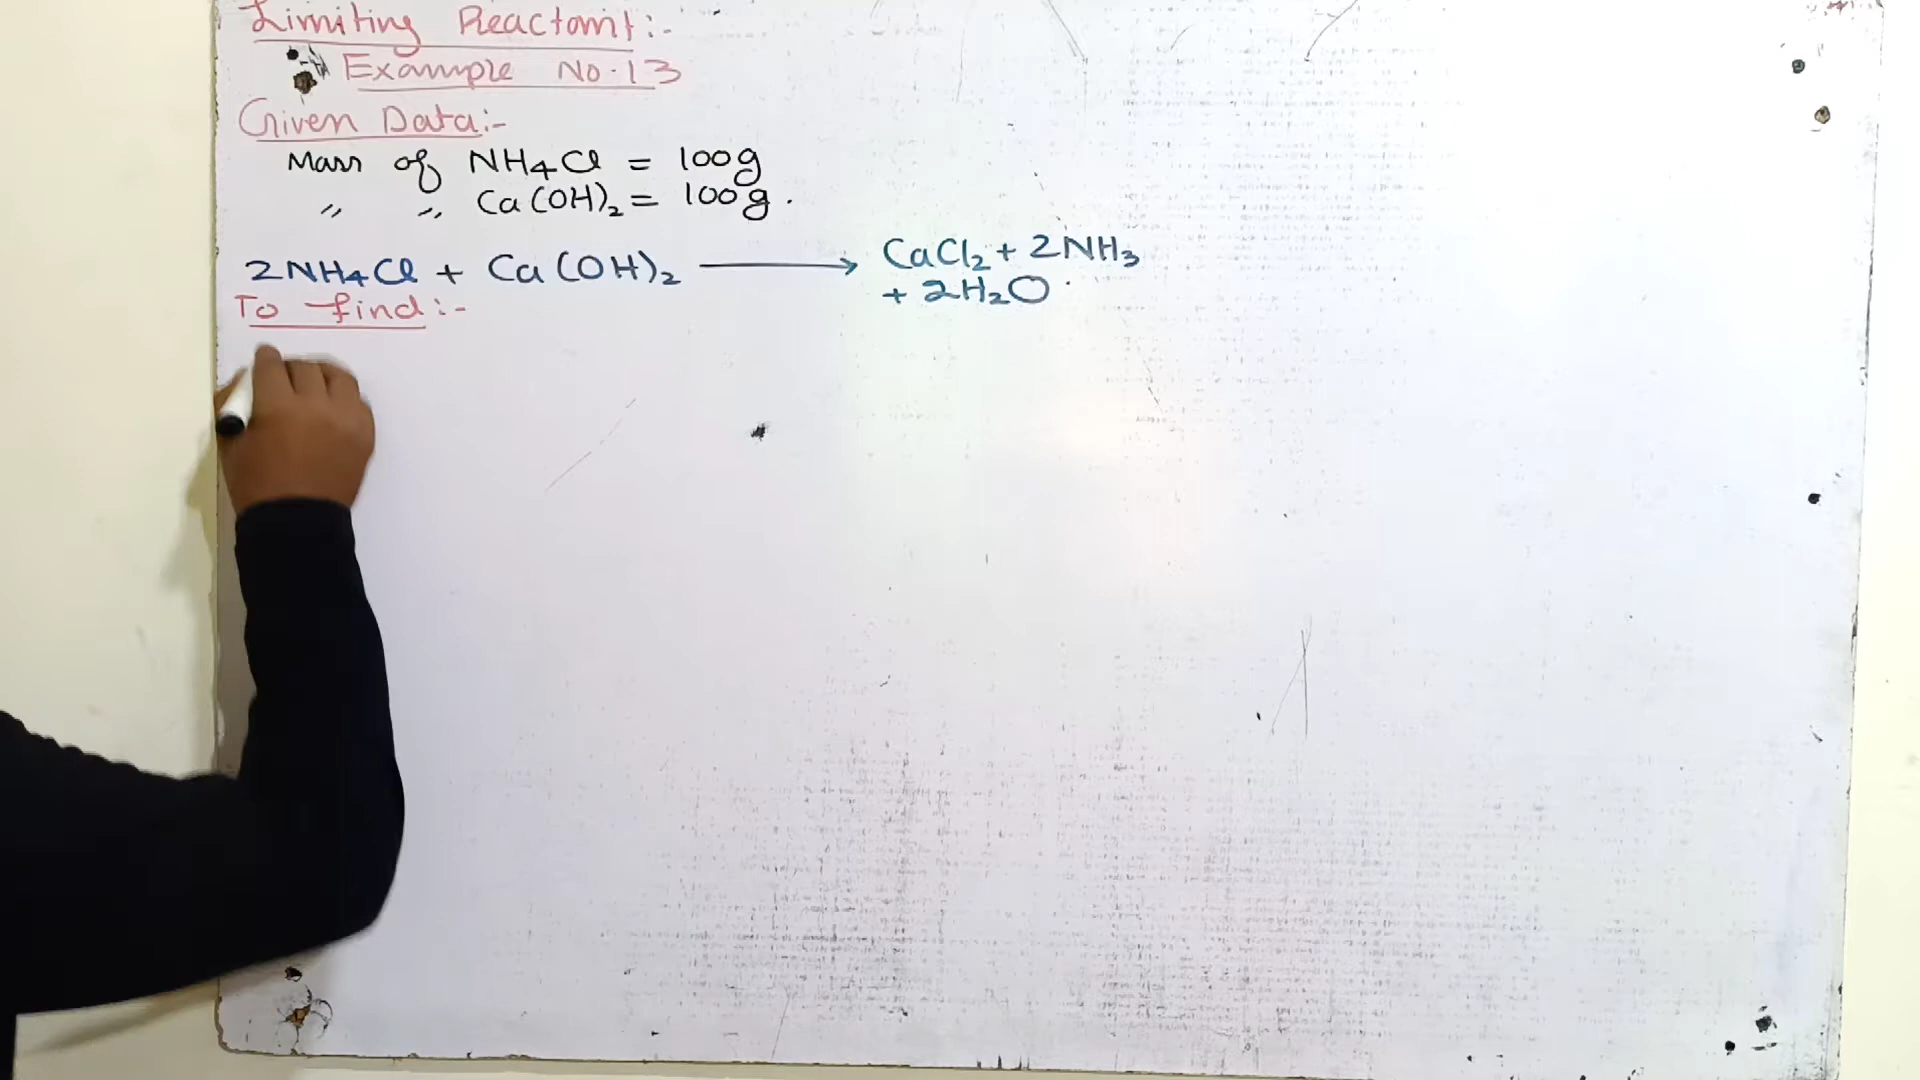 Limiting Reactant:-
Example No.13
Given Data:-
Mass of NH₄Cl = 100g
〃 〃 Ca(OH)₂ = 100g.
2NH₄Cl + Ca(OH)₂ ⟶ CaCl₂ + 2NH₃
+ 2H₂O.
To find:-